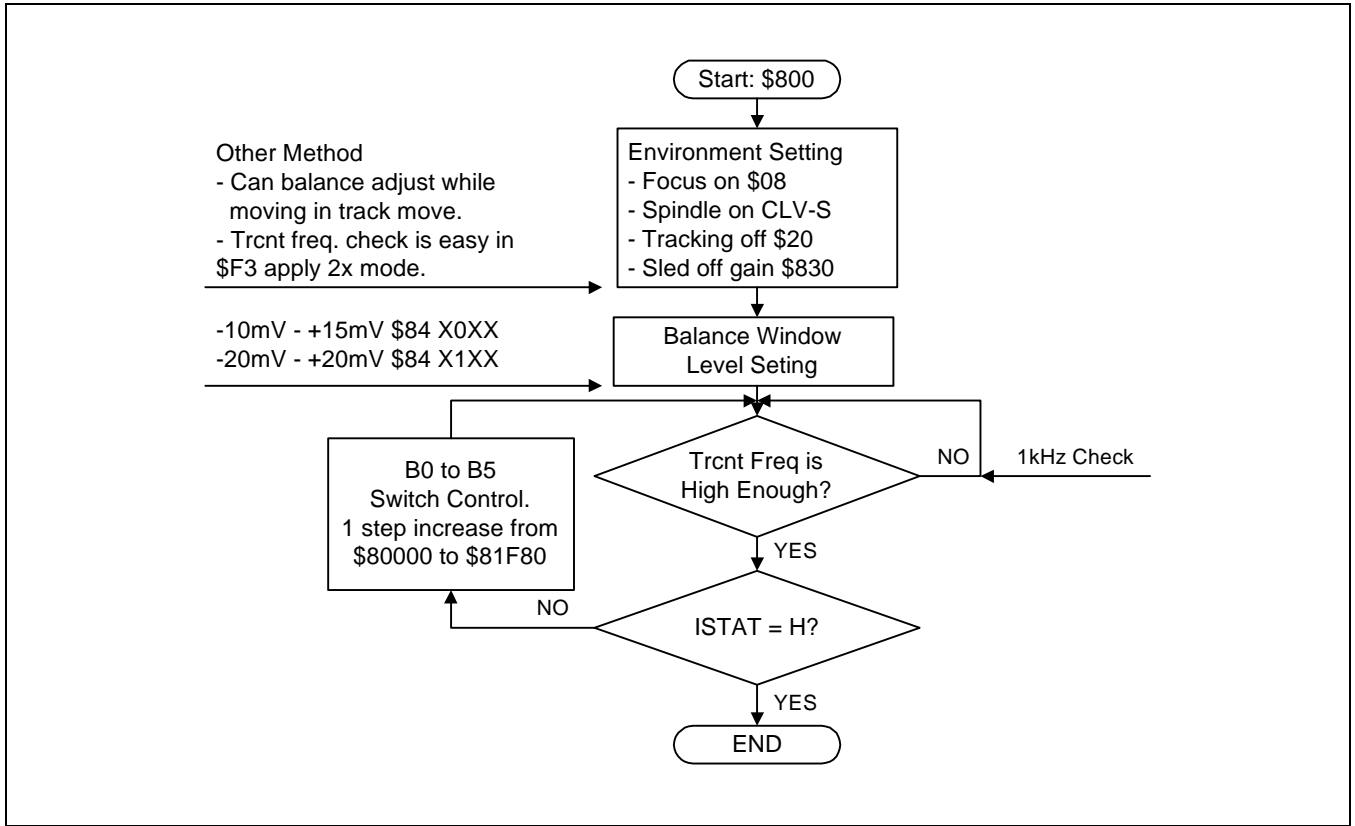 Start: $800
Other Method
- Can balance adjust while
moving in track move.
- Trcnt freq. check is easy in
$F3 apply 2x mode.
Environment Setting
- Focus on $08
- Spindle on CLV-S
- Tracking off $20
- Sled off gain $830
-10mV - +15mV $84 X0XX
-20mV - +20mV $84 X1XX
Balance Window
Level Seting
B0 to B5
Switch Control.
1 step increase from
$80000 to $81F80
Trcnt Freq is
High Enough?
NO
1kHz Check
YES
NO
ISTAT = H?
YES
END